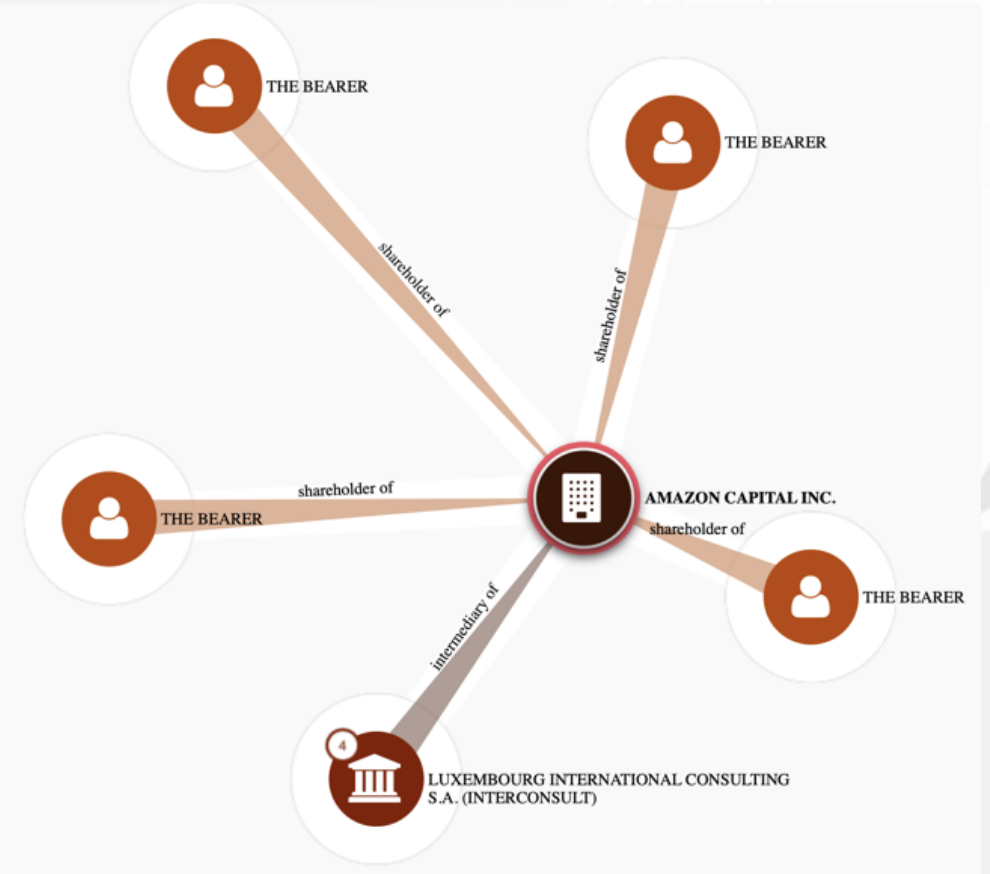 THE BEARER
THE BEARER
shareholder of
shareholder of
shareholder of
AMAZON CAPITAL INC.
THE BEARER
shareholder of
THE BEARER
intermediary of
4
LUXEMBOURG INTERNATIONAL CONSULTING
S.A. (INTERCONSULT)